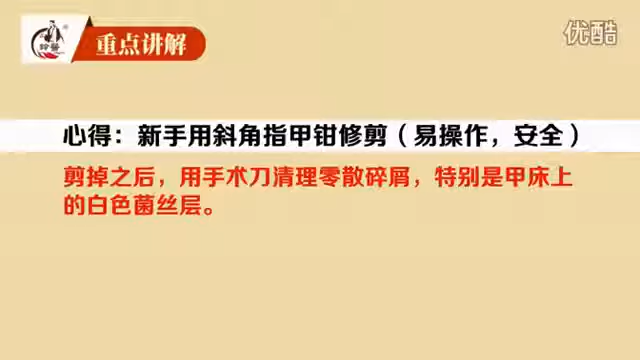 重点讲解
优酷
心得：新手用斜角指甲钳修剪（易操作，安全）
剪掉之后，用手术刀清理零散碎屑，特别是甲床上
的白色菌丝层。